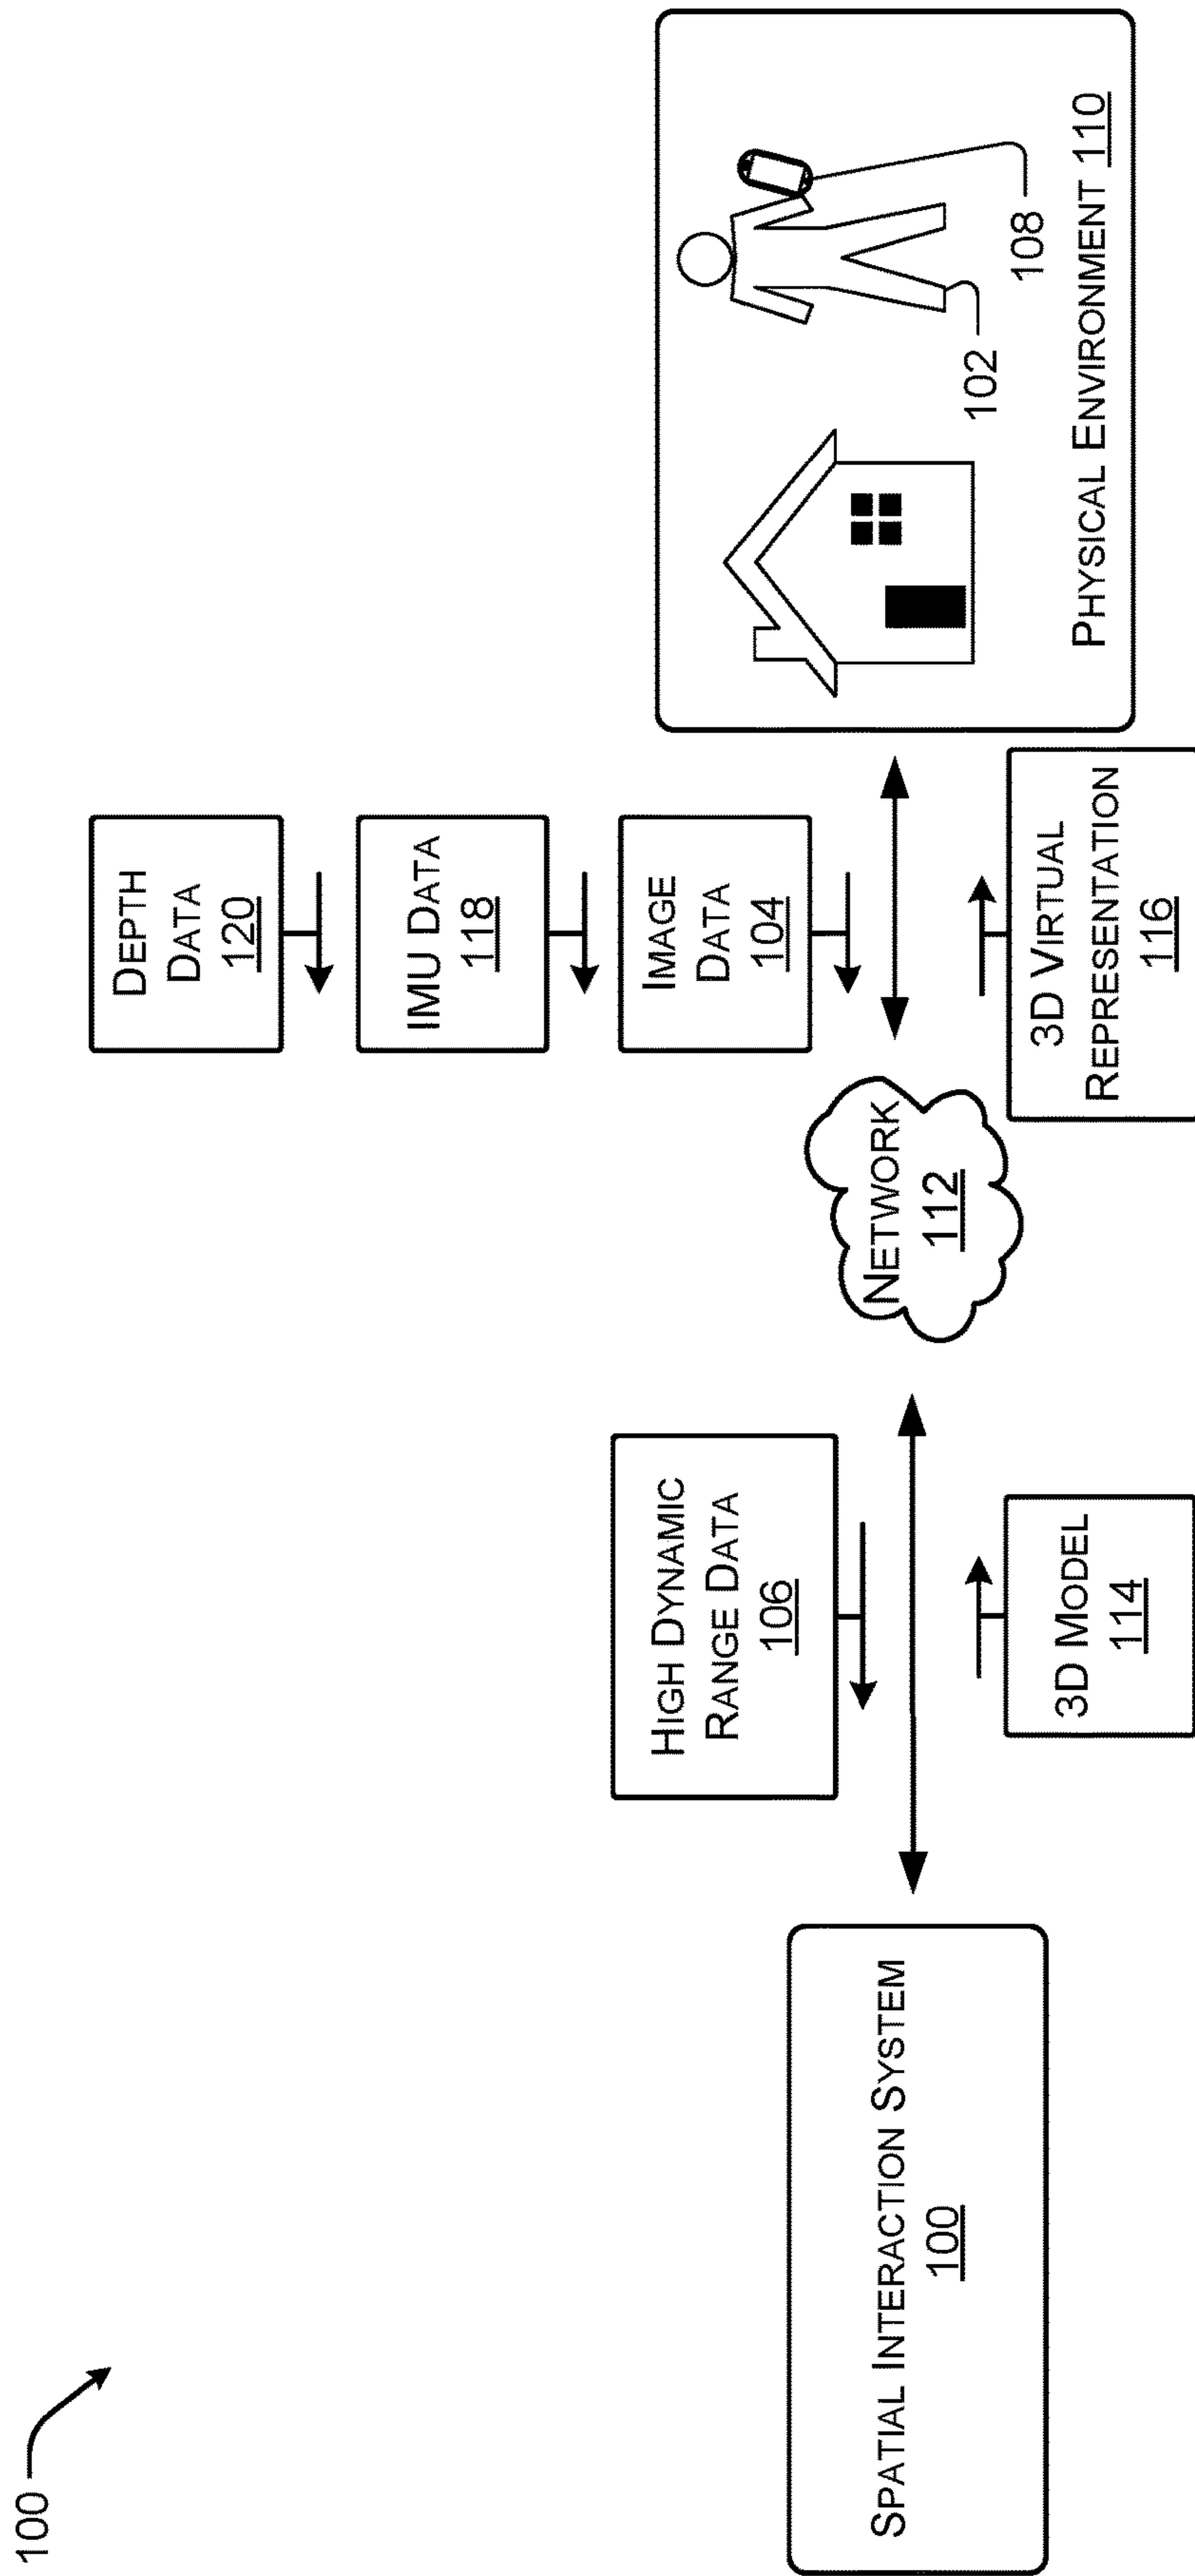 100
DEPTH
DATA
120
IMU DATA
118
HIGH DYNAMIC
RANGE DATA
106
IMAGE
DATA
104
SPATIAL INTERACTION SYSTEM
100
NETWORK
112
102
108
3D MODEL
114
3D VIRTUAL
REPRESENTATION
116
PHYSICAL ENVIRONMENT 110